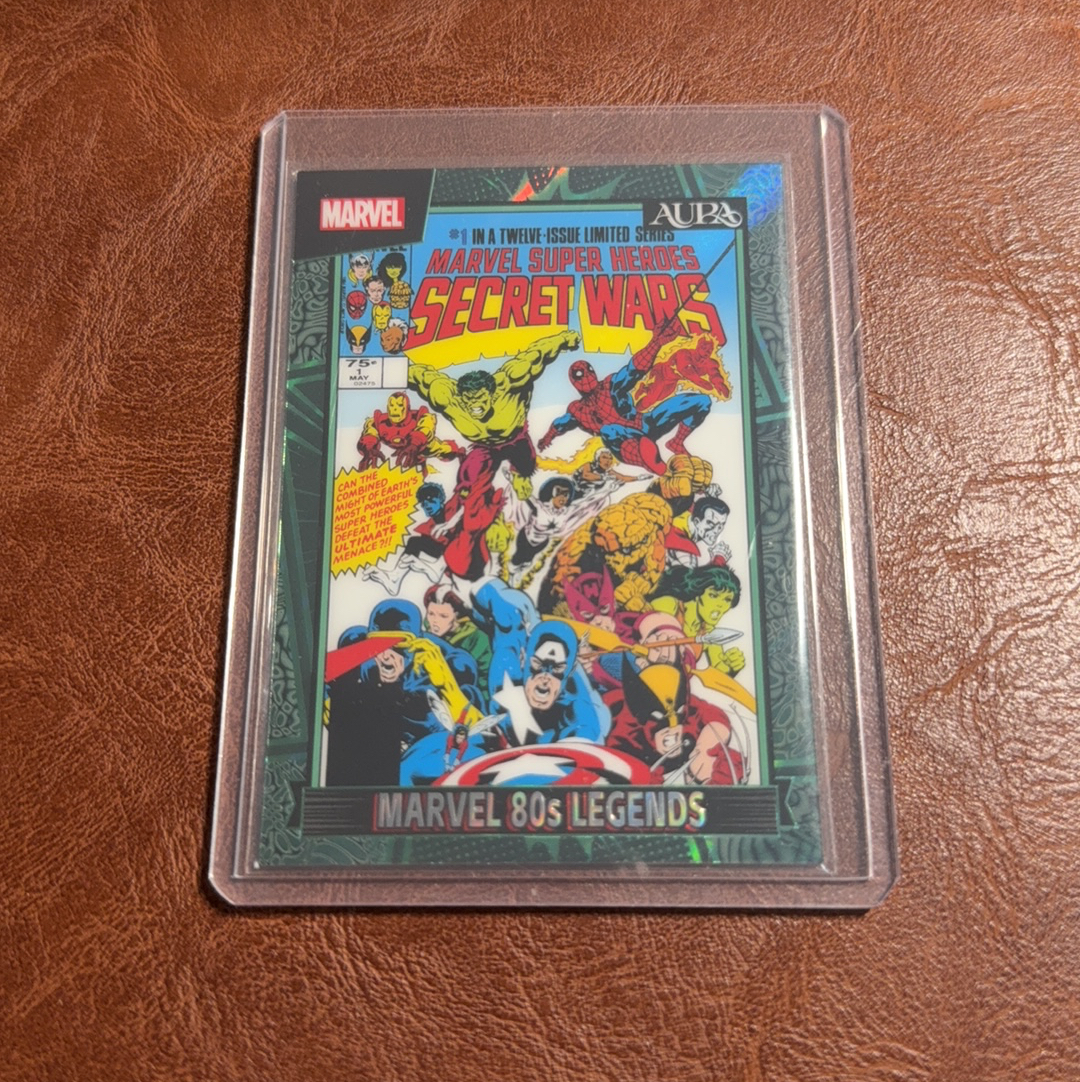 MARVEL
AURA
#1 IN A TWELVE-ISSUE LIMITED SERIES
MARVEL SUPER HEROES
SECRET WARS
75¢
1
MAY
02475
CAN THE
COMBINED
MIGHT OF EARTH'S
MOST POWERFUL
SUPER HEROES
DEFEAT THE
ULTIMATE
MENACE?!!
A
MARVEL 80s LEGENDS